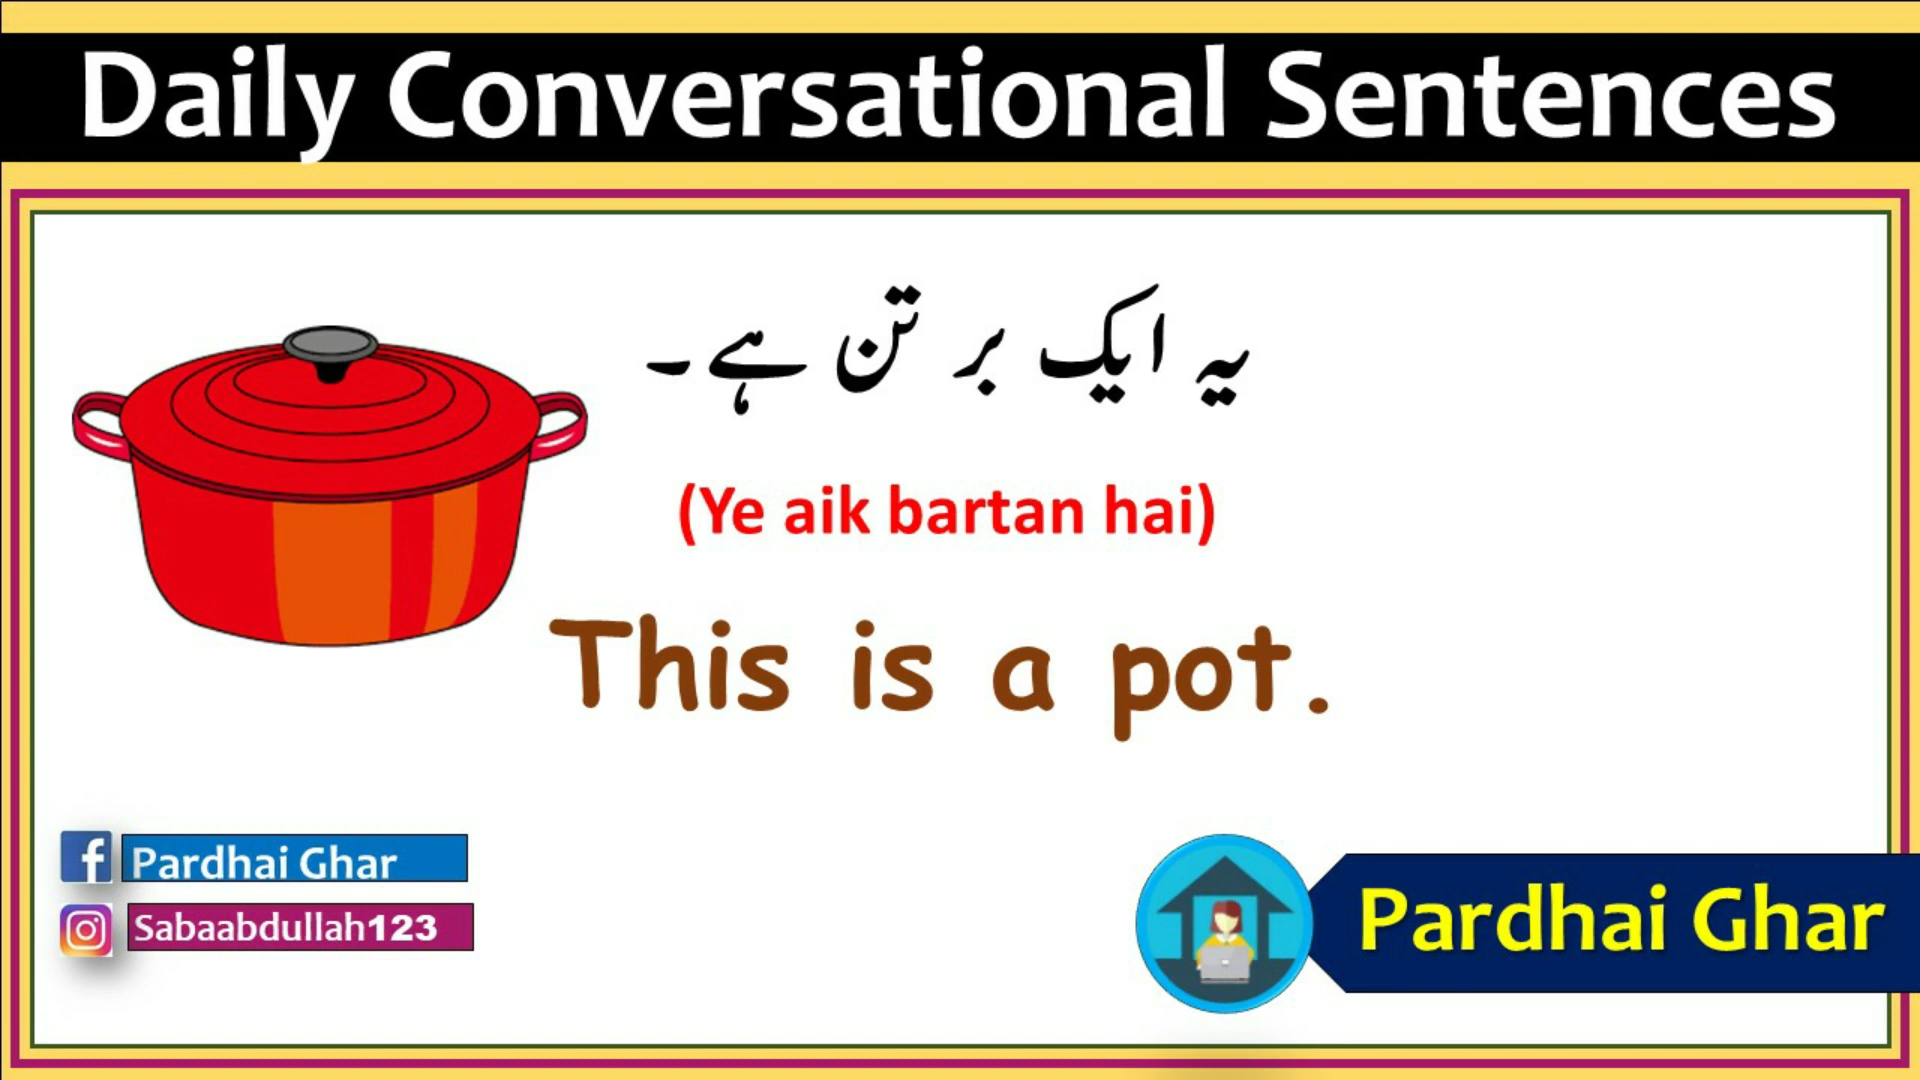 Daily Conversational Sentences
یہ ایک برتن ہے۔
(Ye aik bartan hai)
This is a pot.
Pardhai Ghar
Sabaabdullah123
Pardhai Ghar